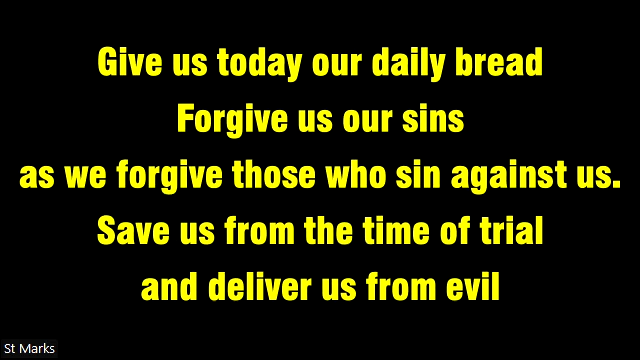 Give us today our daily bread
Forgive us our sins
as we forgive those who sin against us.
Save us from the time of trial
and deliver us from evil
St Marks